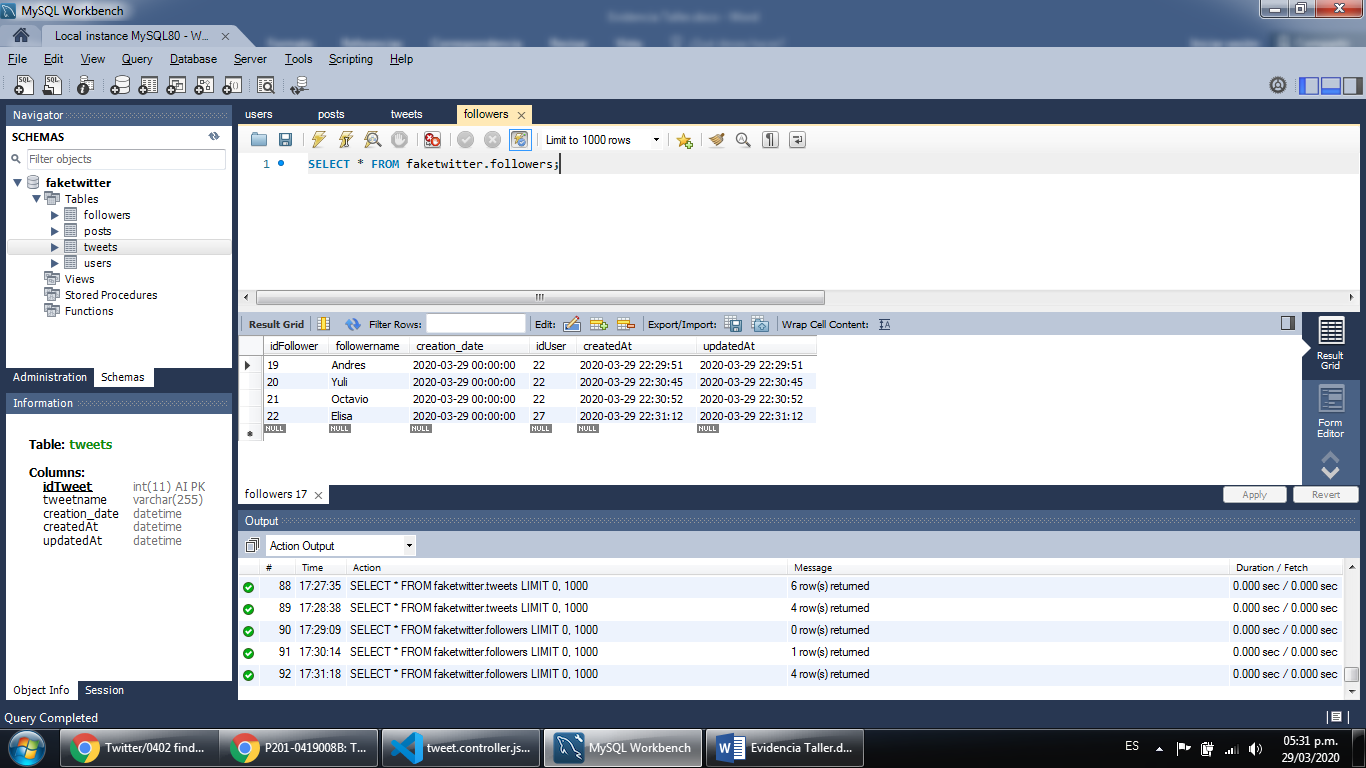 MySQL Workbench
Local instance MySQL80 - W...
File Edit View Query Database Server Tools Scripting Help
Navigator
SCHEMAS
Filter objects
faketwitter
Tables
followers
posts
tweets
users
Views
Stored Procedures
Functions
Administration Schemas
Information
Table: tweets
Columns:
idTweet int(11) AI PK
tweetname varchar(255)
creation_date datetime
createdAt datetime
updatedAt datetime
Object Info Session
users posts tweets followers
Limit to 1000 rows
1 SELECT * FROM faketwitter.followers;
Result Grid Filter Rows: Edit: Export/Import: Wrap Cell Content:
idFollower followername creation_date idUser createdAt updatedAt
19 Andres 2020-03-29 00:00:00 22 2020-03-29 22:29:51 2020-03-29 22:29:51
20 Yuli 2020-03-29 00:00:00 22 2020-03-29 22:30:45 2020-03-29 22:30:45
21 Octavio 2020-03-29 00:00:00 22 2020-03-29 22:30:52 2020-03-29 22:30:52
22 Elisa 2020-03-29 00:00:00 27 2020-03-29 22:31:12 2020-03-29 22:31:12
NULL NULL NULL NULL NULL NULL
Result Grid
Form Editor
followers 17
Apply Revert
Output
Action Output
# Time Action Message Duration / Fetch
88 17:27:35 SELECT * FROM faketwitter.tweets LIMIT 0, 1000 6 row(s) returned 0.000 sec / 0.000 sec
89 17:28:38 SELECT * FROM faketwitter.tweets LIMIT 0, 1000 4 row(s) returned 0.000 sec / 0.000 sec
90 17:29:09 SELECT * FROM faketwitter.followers LIMIT 0, 1000 0 row(s) returned 0.000 sec / 0.000 sec
91 17:30:14 SELECT * FROM faketwitter.followers LIMIT 0, 1000 1 row(s) returned 0.000 sec / 0.000 sec
92 17:31:18 SELECT * FROM faketwitter.followers LIMIT 0, 1000 4 row(s) returned 0.000 sec / 0.000 sec
Query Completed
Twitter/0402 find... P201-0419008B: T... tweet.controller.js... MySQL Workbench Evidencia Taller.d... ES 05:31 p.m.
29/03/2020